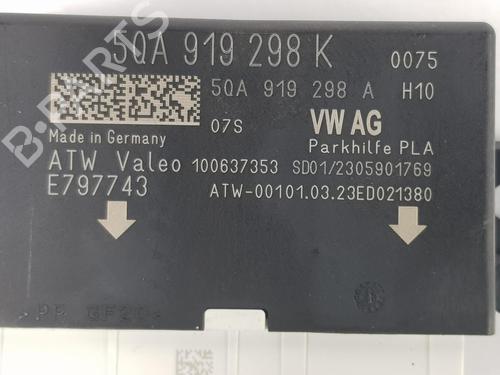 5QA 919 298 K 0075
5QA 919 298 A H10
07S VW AG
Made in Germany Parkhilfe PLA
ATW Valeo 100637353 SD01/2305901769
E797743 ATW-00101.03.23ED021380
B-PARTS